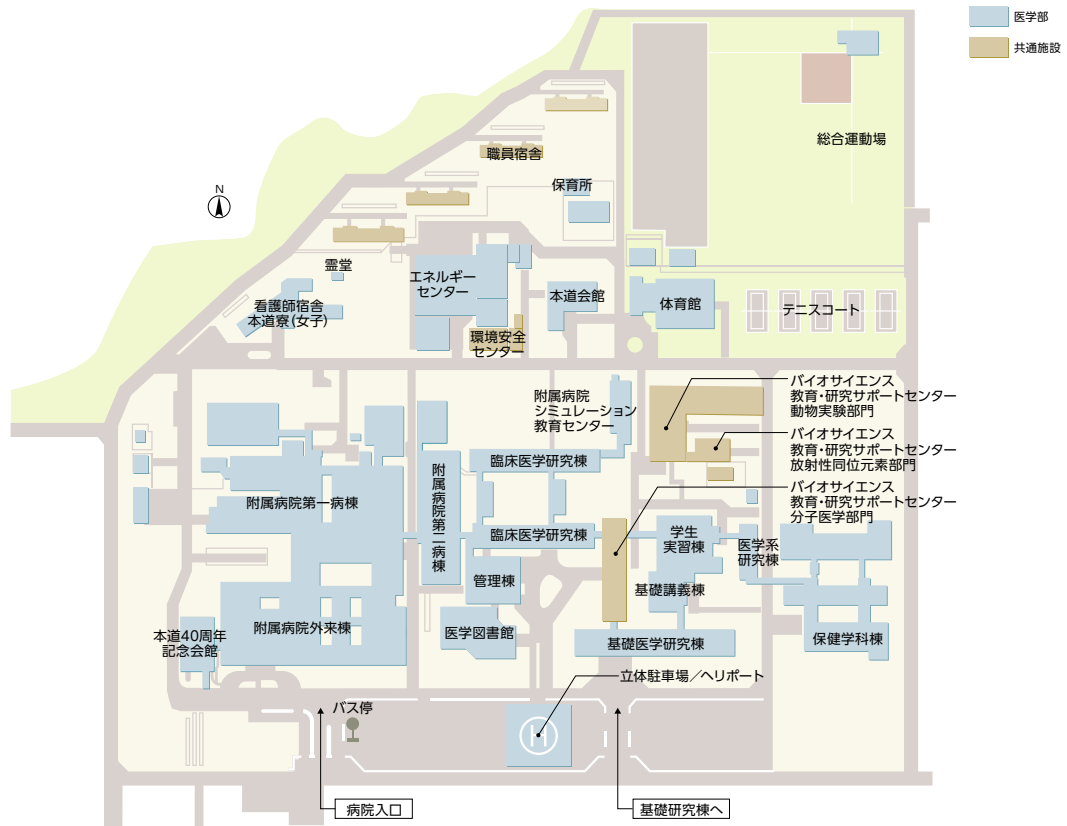 医学部
共通施設
総合運動場
職員宿舎
保育所
N
霊堂
エネルギー
センター
本道会館
体育館
テニスコート
看護師宿舎
本道寮(女子)
環境安全
センター
附属病院
シミュレーション
教育センター
バイオサイエンス
教育・研究サポートセンター
動物実験部門
バイオサイエンス
教育・研究サポートセンター
放射性同位元素部門
バイオサイエンス
教育・研究サポートセンター
分子医学部門
臨床医学研究棟
附属病院第二病棟
附属病院第一病棟
臨床医学研究棟
学生
実習棟
医学系
研究棟
管理棟
基礎講義棟
附属病院外来棟
医学図書館
本道40周年
記念会館
基礎医学研究棟
保健学科棟
立体駐車場/ヘリポート
バス停
H
病院入口
基礎研究棟へ